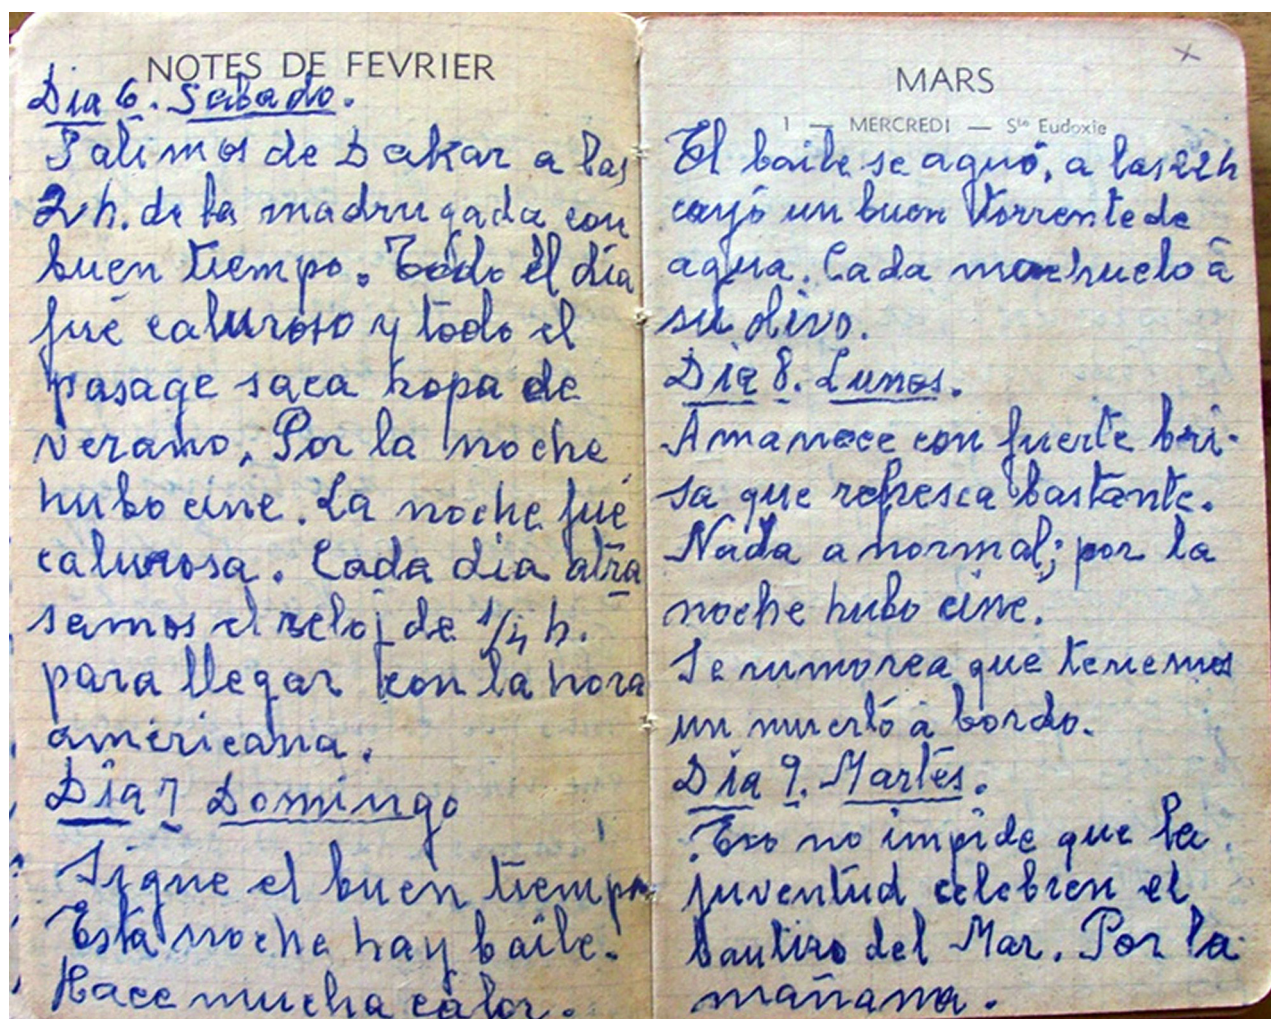 NOTES DE FEVRIER
Dia 6. Sabado.
Salimos de Dakar a las
2h. de la madrugada con
buen tiempo. Todo el día
fué caluroso y todo el
pasage saca ropa de
verano. Por la noche
hubo cine. La noche fué
calurosa. Cada dia atra
samos el reloj de 1/4 h.
para llegar con la hora
americana.
Dia 7 Domingo
Sigue el buen tiempo
Esta noche hay baile.
Hace mucha calor.
MARS
1 — MERCREDI — Ste Eudoxie
El baile se aguó, a las 22h
cayó un buen torrente de
agua. Cada mochuelo a
su olivo.
Dia 8. Lunes.
Amanece con fuerte bri-
sa que refresca bastante.
Nada anormal; por la
noche hubo cine.
Se rumorea que tenemos
un muerto a bordo.
Dia 9. Martes.
Eso no impide que la
juventud celebren el
bautizo del Mar. Por la
mañana.